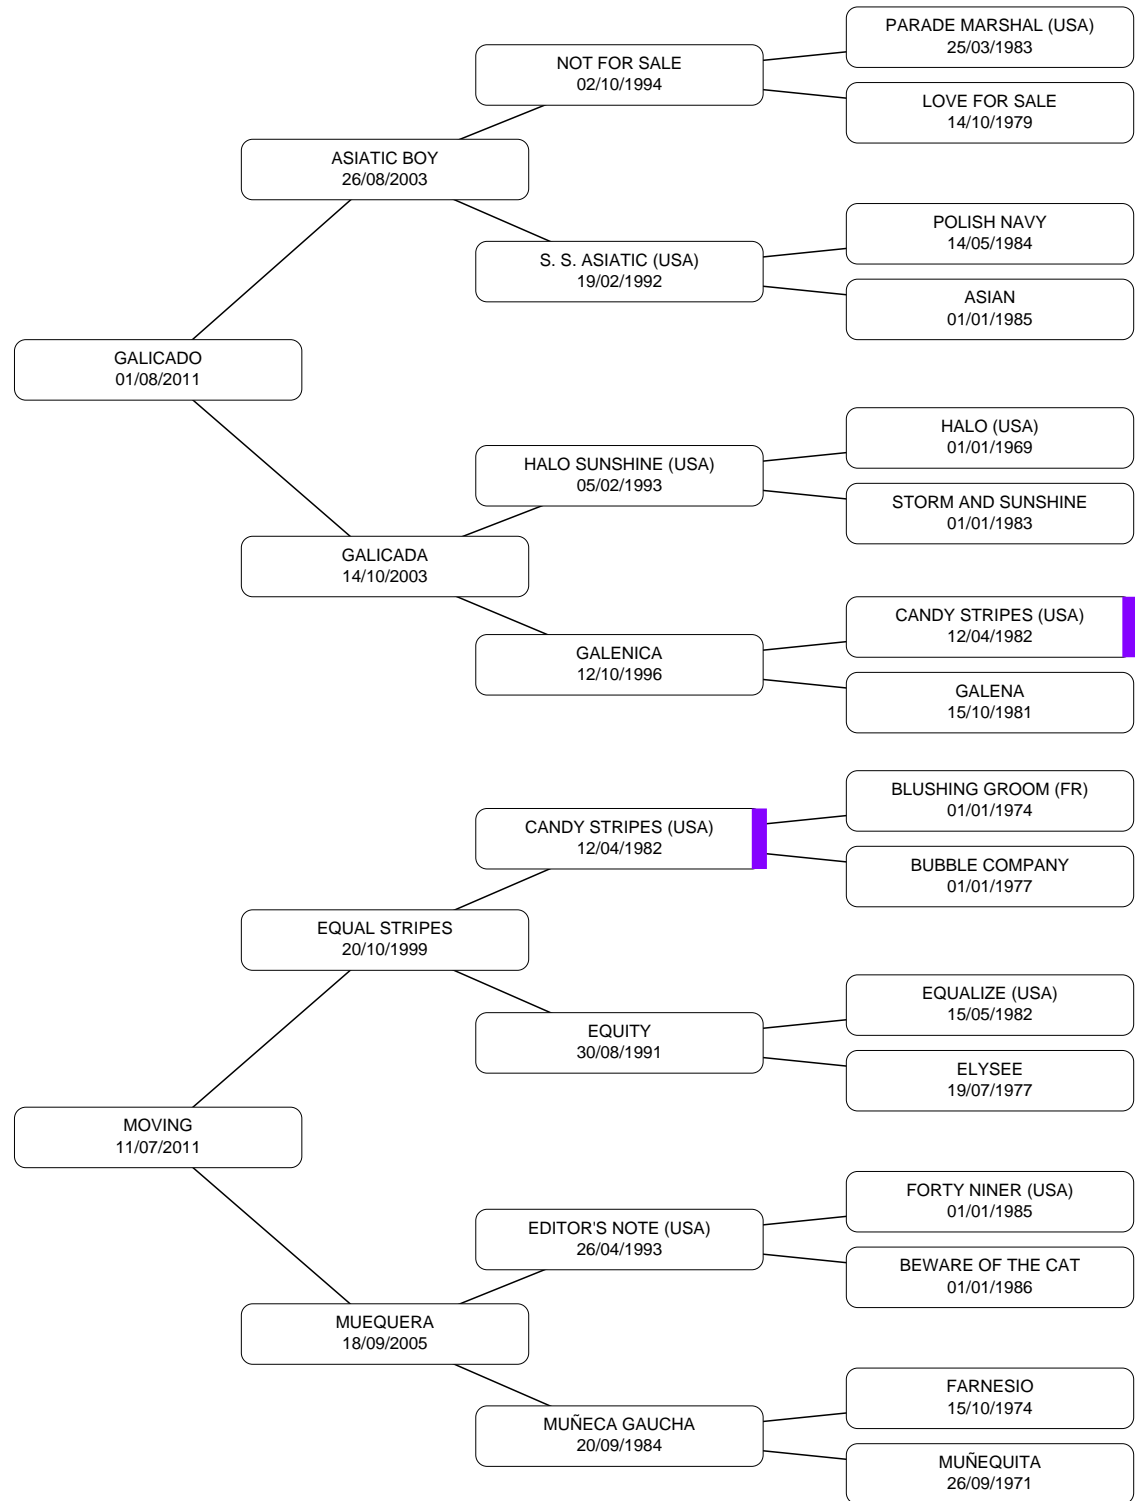 PARADE MARSHAL (USA)
25/03/1983
NOT FOR SALE
02/10/1994
LOVE FOR SALE
14/10/1979
ASIATIC BOY
26/08/2003
POLISH NAVY
14/05/1984
S. S. ASIATIC (USA)
19/02/1992
ASIAN
01/01/1985
GALICADO
01/08/2011
HALO (USA)
01/01/1969
HALO SUNSHINE (USA)
05/02/1993
STORM AND SUNSHINE
01/01/1983
GALICADA
14/10/2003
CANDY STRIPES (USA)
12/04/1982
GALENICA
12/10/1996
GALENA
15/10/1981
BLUSHING GROOM (FR)
01/01/1974
CANDY STRIPES (USA)
12/04/1982
BUBBLE COMPANY
01/01/1977
EQUAL STRIPES
20/10/1999
EQUALIZE (USA)
15/05/1982
EQUITY
30/08/1991
ELYSEE
19/07/1977
MOVING
11/07/2011
FORTY NINER (USA)
01/01/1985
EDITOR'S NOTE (USA)
26/04/1993
BEWARE OF THE CAT
01/01/1986
MUEQUERA
18/09/2005
FARNESIO
15/10/1974
MUÑECA GAUCHA
20/09/1984
MUÑEQUITA
26/09/1971